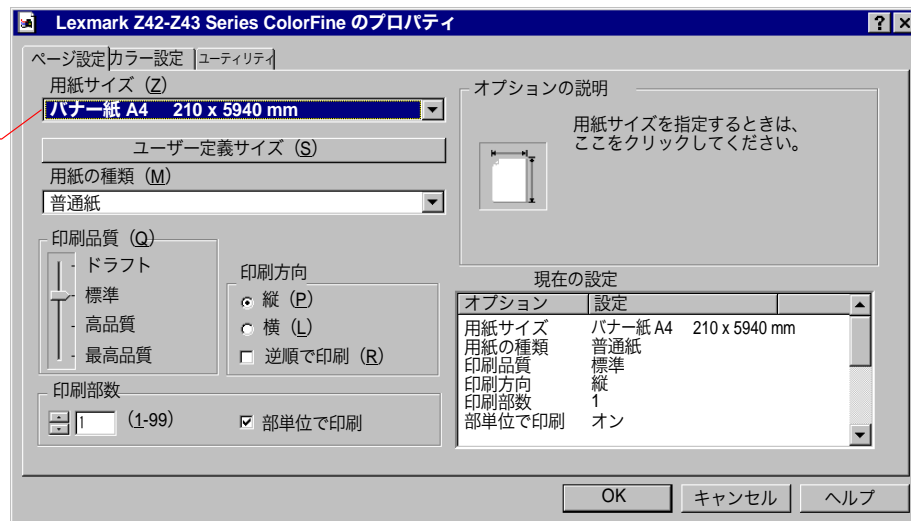 Lexmark Z42-Z43 Series ColorFine のプロパティ
ページ設定 カラー設定 ユーティリティ
用紙サイズ (Z)
バナー紙 A4 210 x 5940 mm
ユーザー定義サイズ (S)
用紙の種類 (M)
普通紙
印刷品質 (Q)
ドラフト
標準
高品質
最高品質
印刷方向
縦 (P)
横 (L)
逆順で印刷 (R)
印刷部数
1 (1-99)
部単位で印刷
オプションの説明
用紙サイズを指定するときは、
ここをクリックしてください。
現在の設定
オプション 設定
用紙サイズ バナー紙 A4 210 x 5940 mm
用紙の種類 普通紙
印刷品質 標準
印刷方向 縦
印刷部数 1
部単位で印刷 オン
OK キャンセル ヘルプ